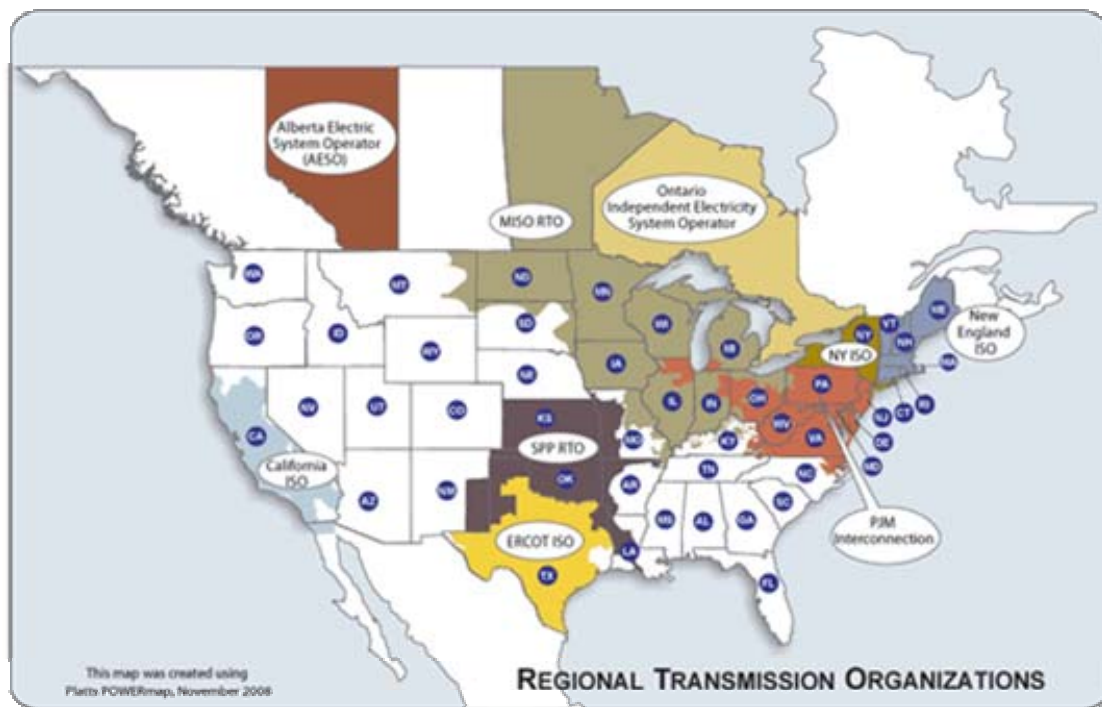 Alberta Electric
System Operator
(AESO)
Ontario
Independent Electricity
System Operator
MISO RTO
WA
MT
ND
MN
OR
ID
SD
WI
ME
VT
NY
NH
New
England
ISO
WY
MI
NY ISO
MA
NE
IA
PA
NV
UT
CO
IL
IN
OH
WV
NJ
CT
RI
CA
KS
MO
KY
VA
DE
MD
California
ISO
SPP RTO
AZ
NM
OK
AR
TN
NC
SC
MS
AL
GA
PJM
Interconnection
ERCOT ISO
TX
LA
FL
This map was created using
Platts POWERmap, November 2008
REGIONAL TRANSMISSION ORGANIZATIONS